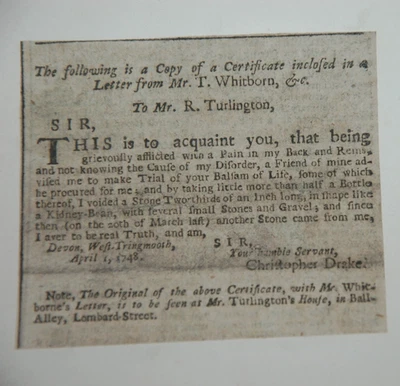 The following is a Copy of a Certificate inclosed in a
Letter from Mr. T. Whitborn, &c.
To Mr. R. Turlington,
SIR,
THIS is to acquaint you, that being
grievously afflicted with a Pain in my Back and Reins,
and not knowing the Cause of my Disorder, a Friend of mine ad-
vised me to make Trial of your Balsam of Life, some of which
he procured for me; and by taking little more than half a Bottle
thereof, I voided a Stone Two-thirds of an Inch long, in shape like
a Kidney-Bean, with several small Stones and Gravel; and since
then (on the 20th of March last) another Stone came from me,
I aver to be real Truth, and am,
SIR,
Devon, West-Tringmouth,
April 1, 1748.
Your humble Servant,
Christopher Drake.
Note, The Original of the above Certificate, with Mr. Whit-
borne's Letter, is to be seen at Mr. Turlington's House, in Ball-
Alley, Lombard-Street.